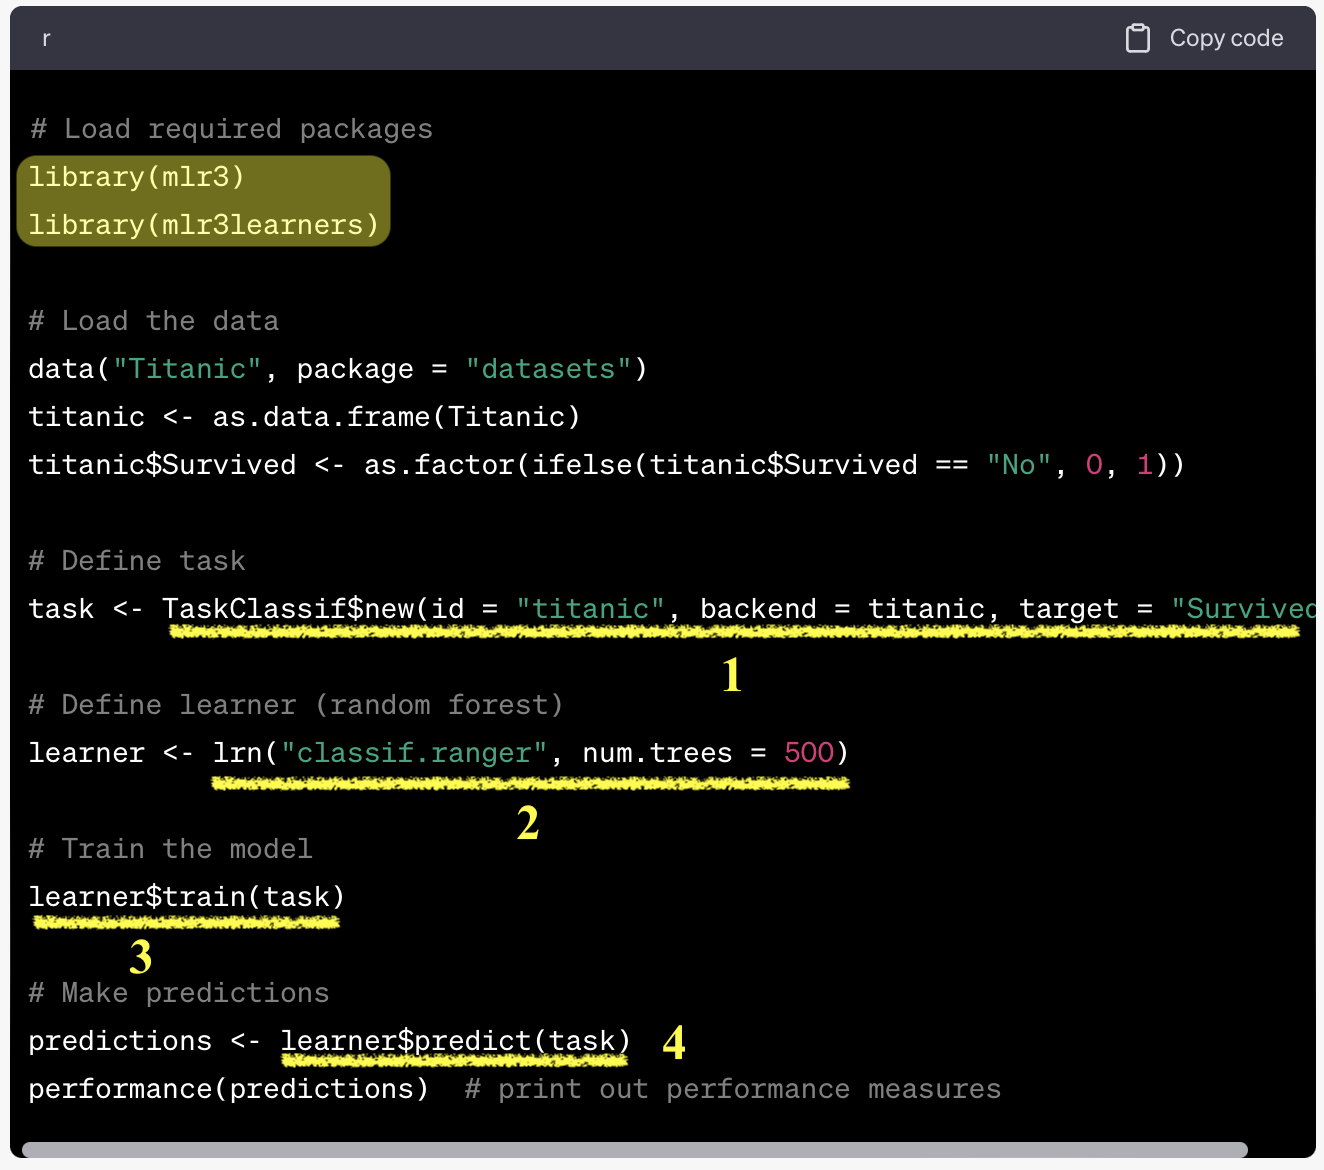 r
Copy code
# Load required packages
library(mlr3)
library(mlr3learners)
# Load the data
data("Titanic", package = "datasets")
titanic <- as.data.frame(Titanic)
titanic$Survived <- as.factor(ifelse(titanic$Survived == "No", 0, 1))
# Define task
task <- TaskClassif$new(id = "titanic", backend = titanic, target = "Survived
1
# Define learner (random forest)
learner <- lrn("classif.ranger", num.trees = 500)
2
# Train the model
learner$train(task)
3
# Make predictions
predictions <- learner$predict(task) 4
performance(predictions)  # print out performance measures